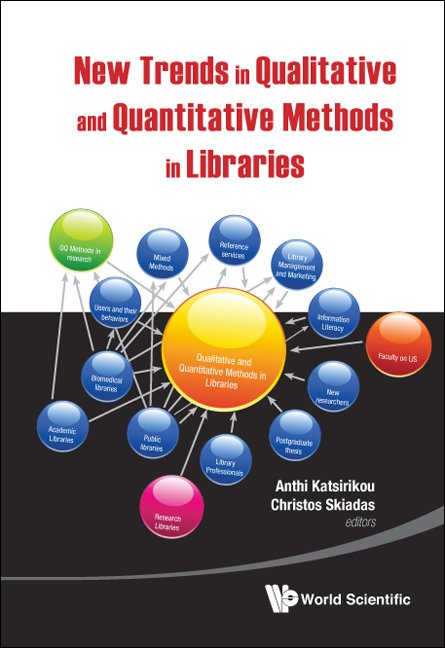 New Trends in Qualitative
and Quantitative Methods
in Libraries
QQ Methods in
research
Mixed
Methods
Reference
services
Library
Management
and Marketing
Users and their
behaviors
Information
Literacy
Qualitative and
Quantitative Methods in
Libraries
Faculty on LIS
Biomedical
libraries
New
researchers
Academic
Libraries
Public
libraries
Postgraduate
thesis
Library
Professionals
Research
Libraries
Anthi Katsirikou
Christos Skiadas
editors
World Scientific